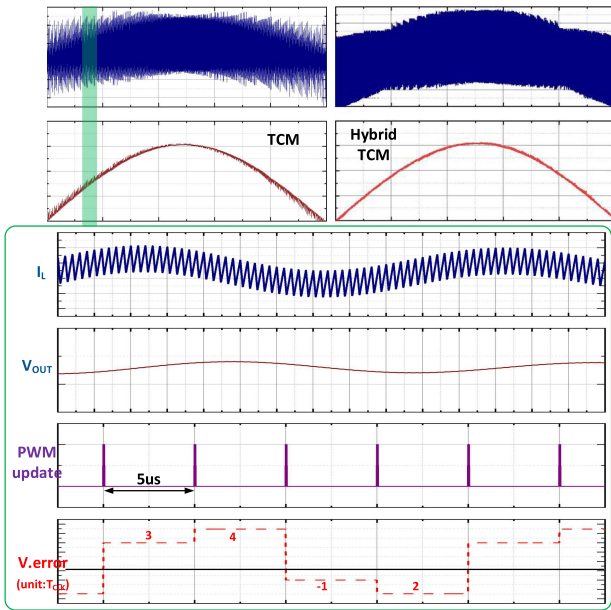 TCM
Hybrid
TCM
IL
VOUT
PWM
update
5us
V.error
(unit:TCLK)
3
4
-1
2